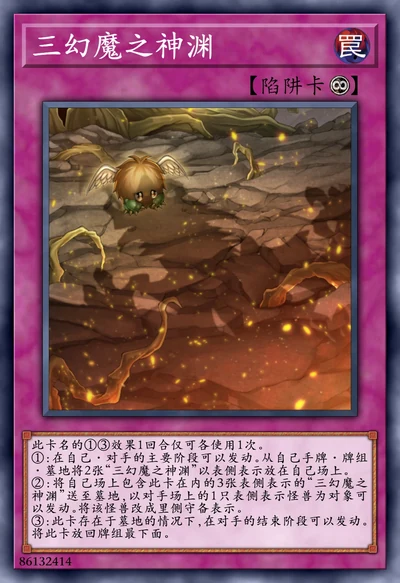 三幻魔之神渊
罠
【陷阱卡】
此卡名的①③效果1回合仅可各使用1次。
①:在自己·对手的主要阶段可以发动。从自己手牌·牌组
·墓地将2张“三幻魔之神渊”以表侧表示放在自己场上。
②:将自己场上包含此卡在内的3张表侧表示的“三幻魔之
神渊”送至墓地,以对手场上的1只表侧表示怪兽为对象可
以发动。将该怪兽改成里侧守备表示。
③:此卡存在于墓地的情况下,在对手的结束阶段可以发动。
将此卡放回牌组最下面。
86132414